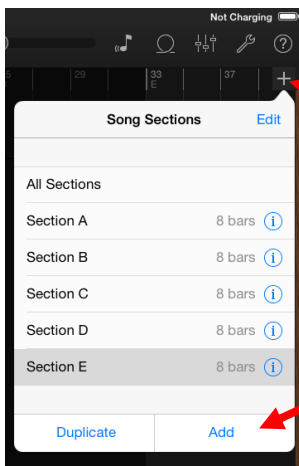 Not Charging
5 29 33 37 +
E
Song Sections Edit
All Sections
Section A 8 bars i
Section B 8 bars i
Section C 8 bars i
Section D 8 bars i
Section E 8 bars i
Duplicate Add